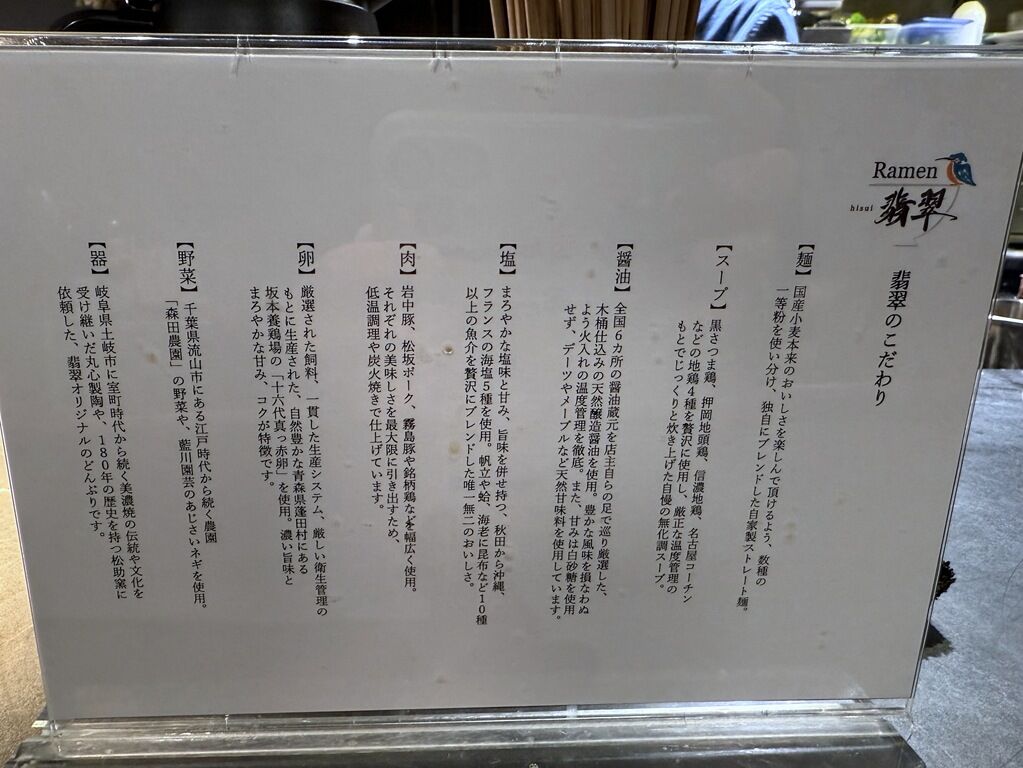 Ramen
hisui
翡翠
翡翠のこだわり
【麺】国産小麦本来のおいしさを楽しんで頂けるよう、数種の
一等粉を使い分け、独自にブレンドした自家製ストレート麺。
【スープ】黒さつま鶏、押岡地頭鶏、信濃地鶏、名古屋コーチン
などの地鶏4種を贅沢に使用し、厳正な温度管理の
もとでじっくりと炊き上げた自慢の無化調スープ。
【醤油】全国6カ所の醤油蔵元を店主自らの足で巡り厳選した、
木桶仕込みの天然醸造醤油を使用。豊かな風味を損なわぬ
よう火入れの温度管理を徹底。また、甘みは白砂糖を使用
せず、デーツやメープルなど天然甘味料を使用しています。
【塩】まろやかな塩味と甘み、旨味を併せ持つ、秋田から沖縄、
フランスの海塩5種を使用。帆立や蛤、海老に昆布など10種
以上の魚介を贅沢にブレンドした唯一無二のおいしさ。
【肉】岩中豚、松坂ポーク、霧島豚や銘柄鶏などを幅広く使用。
それぞれの美味しさを最大限に引き出すため、
低温調理や炭火焼きで仕上げています。
【卵】厳選された飼料、一貫した生産システム、厳しい衛生管理の
もとに生産された、自然豊かな青森県蓬田村にある
坂本養鶏場の「十六代真っ赤卵」を使用。濃い旨味と
まろやかな甘み、コクが特徴です。
【野菜】千葉県流山市にある江戸時代から続く農園
「森田農園」の野菜や、藍川園芸のあじさいネギを使用。
【器】岐阜県土岐市に室町時代から続く美濃焼の伝統や文化を
受け継いだ丸心製陶や、180年の歴史を持つ松助窯に
依頼した、翡翠オリジナルのどんぶりです。